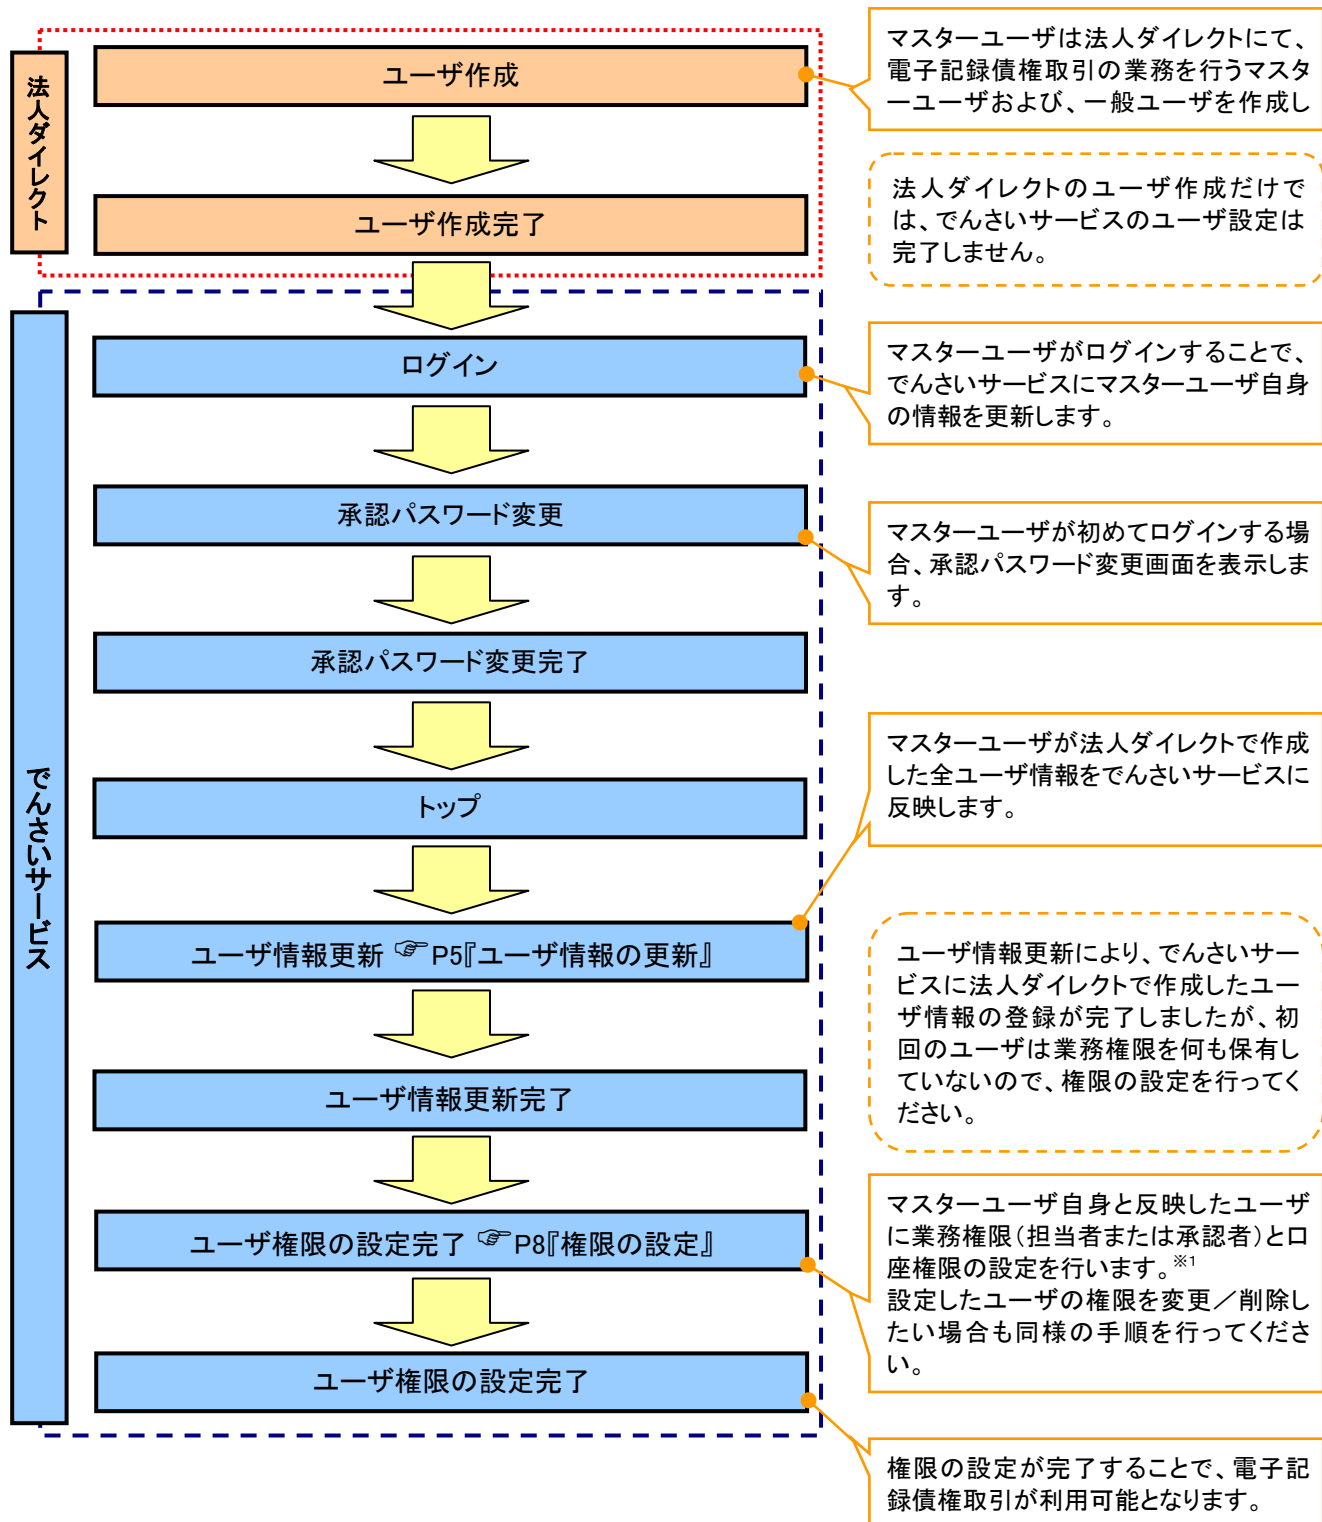 法人ダイレクト
ユーザ作成
マスターユーザは法人ダイレクトにて、
電子記録債権取引の業務を行うマスタ
ーユーザおよび、一般ユーザを作成し
ユーザ作成完了
法人ダイレクトのユーザ作成だけで
は、でんさいサービスのユーザ設定は
完了しません。
でんさいサービス
ログイン
マスターユーザがログインすることで、
でんさいサービスにマスターユーザ自身
の情報を更新します。
承認パスワード変更
マスターユーザが初めてログインする場
合、承認パスワード変更画面を表示しま
す。
承認パスワード変更完了
トップ
マスターユーザが法人ダイレクトで作成
した全ユーザ情報をでんさいサービスに
反映します。
ユーザ情報更新 ☞P5『ユーザ情報の更新』
ユーザ情報更新により、でんさいサー
ビスに法人ダイレクトで作成したユー
ザ情報の登録が完了しましたが、初
回のユーザは業務権限を何も保有し
ていないので、権限の設定を行ってく
ださい。
ユーザ情報更新完了
ユーザ権限の設定完了 ☞P8『権限の設定』
マスターユーザ自身と反映したユーザ
に業務権限(担当者または承認者)と口
座権限の設定を行います。※1
設定したユーザの権限を変更/削除し
たい場合も同様の手順を行ってくださ
い。
ユーザ権限の設定完了
権限の設定が完了することで、電子記
録債権取引が利用可能となります。